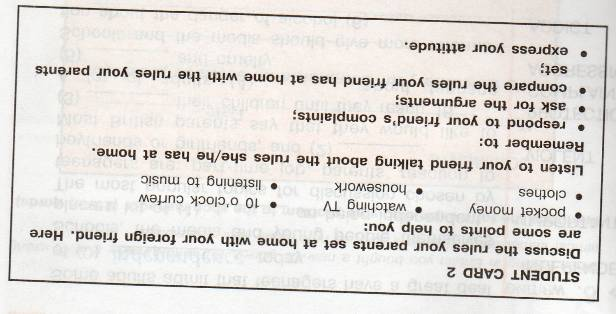 STUDENT CARD 2
Discuss the rules your parents set at home with your foreign friend. Here
are some points to help you:
• pocket money • watching TV • 10 o'clock curfew
• clothes • housework • listening to music
Listen to your friend talking about the rules she/he has at home.
Remember to:
• respond to your friend's complaints;
• ask for the arguments;
• compare the rules your friend has at home with the rules your parents
set;
• express your attitude.